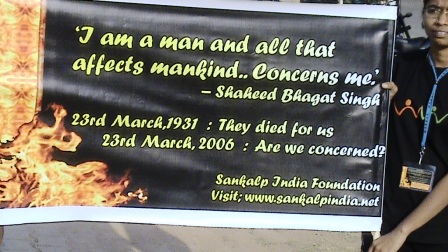 ‘I am a man and all that
affects mankind.. Concerns me,’
– Shaheed Bhagat Singh
23rd March,1931 : They died for us
23rd March, 2006 : Are we concerned?
Sankalp India Foundation
Visit; www.sankalpindia.net